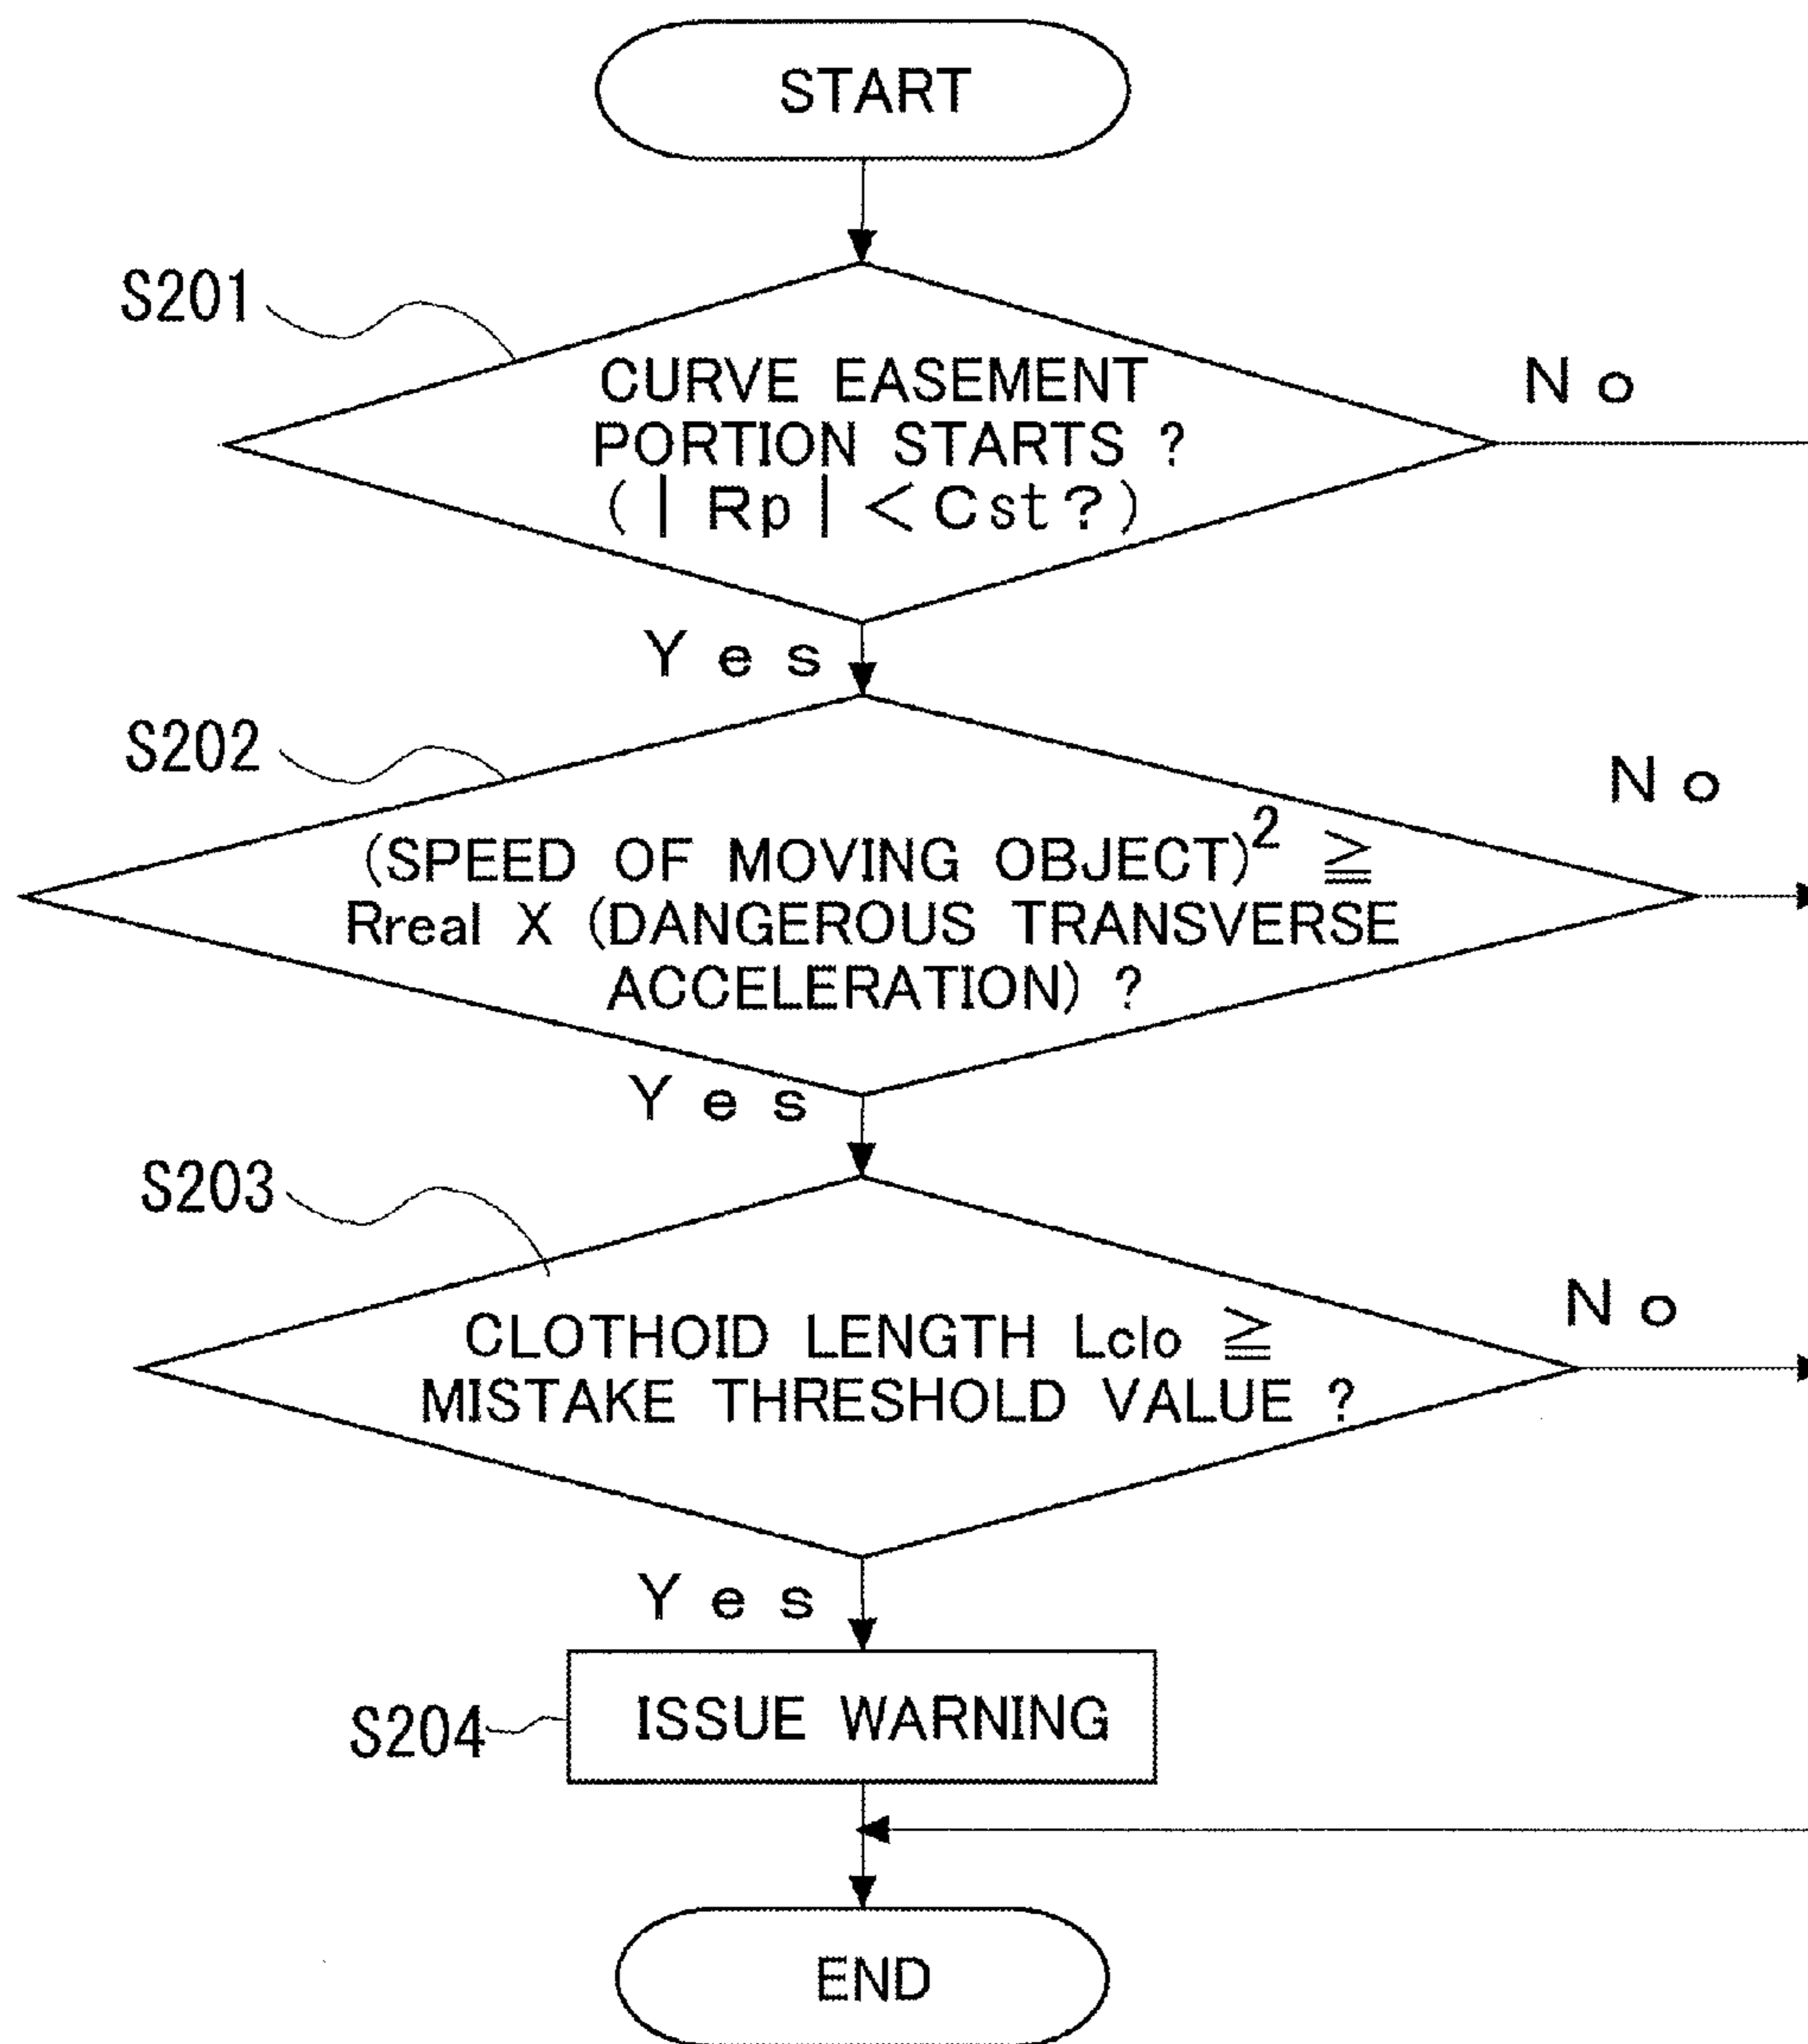 START
S201
CURVE EASEMENT
PORTION STARTS ?
(|Rp|<Cst?)
No
Yes
S202
(SPEED OF MOVING OBJECT)² ≧
Rreal X (DANGEROUS TRANSVERSE
ACCELERATION) ?
No
Yes
S203
CLOTHOID LENGTH Lclo ≧
MISTAKE THRESHOLD VALUE ?
No
Yes
S204
ISSUE WARNING
END